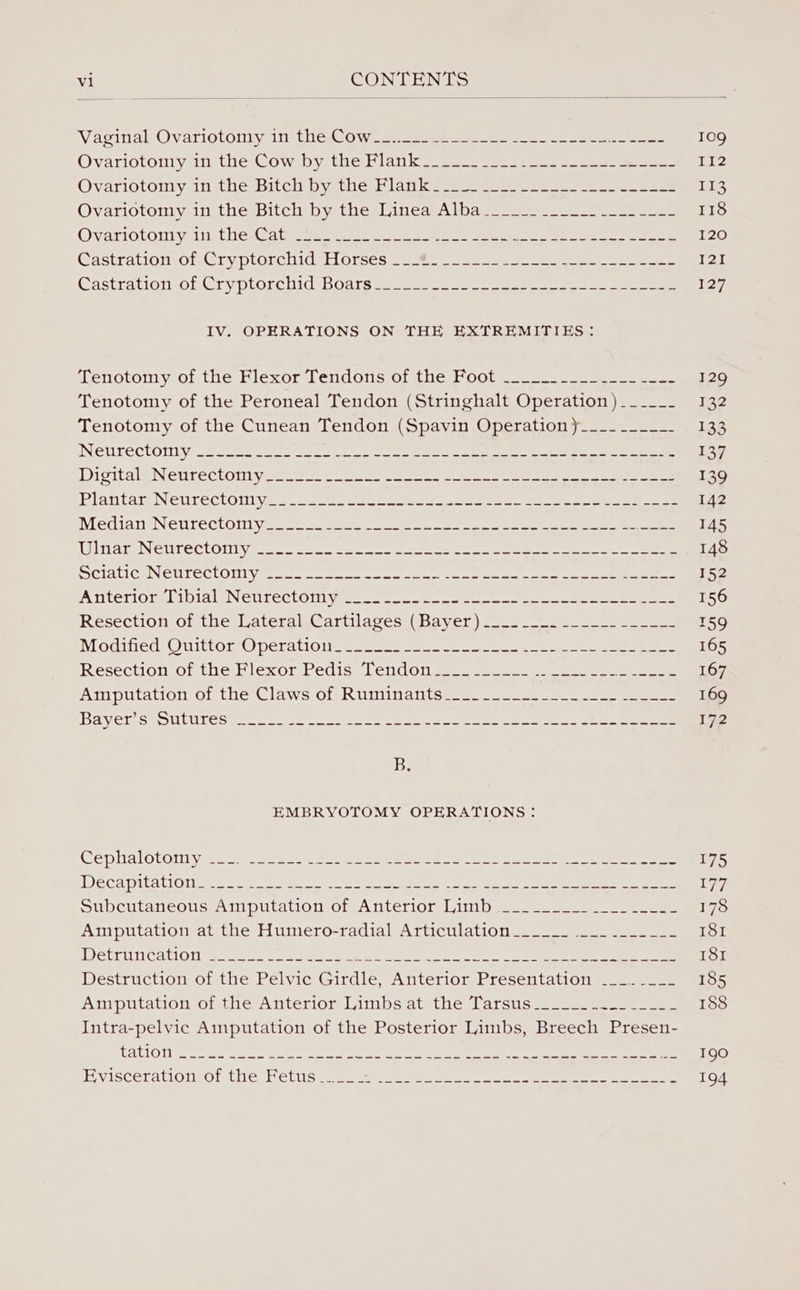 vi CONTENTS
Vaginal Ovariotomy in the Cow 109
Ovariotomy in the Cow by the Flank 112
Ovariotomy in the Bitch by the Flank 113
Ovariotomy in the Bitch by the Linea Alba 118
Ovariotomy in the Cat 120
Castration of Cryptorchid Horses 121
Castration of Cryptorchid Boars 127
IV. OPERATIONS ON THE EXTREMITIES:
Tenotomy of the Flexor Tendons of the Foot 129
Tenotomy of the Peroneal Tendon (Stringhalt Operation) 132
Tenotomy of the Cunean Tendon (Spavin Operation) 133
Neurectomy 137
Digital Neurectomy 139
Plantar Neurectomy 142
Median Neurectomy 145
Ulnar Neurectomy 148
Sciatic Neurectomy 152
Anterior Tibial Neurectomy 156
Resection of the Lateral Cartilages (Bayer) 159
Modified Quittor Operation 165
Resection of the Flexor Pedis Tendon 167
Amputation of the Claws of Ruminants 169
Bayer's Sutures 172
B.
EMBRYOTOMY OPERATIONS:
Cephalotomy 175
Decapitation 177
Subcutaneous Amputation of Anterior Limb 178
Amputation at the Humero-radial Articulation 181
Detruncation 181
Destruction of the Pelvic Girdle, Anterior Presentation 185
Amputation of the Anterior Limbs at the Tarsus 188
Intra-pelvic Amputation of the Posterior Limbs, Breech Presen-
tation 190
Evisceration of the Fetus 194